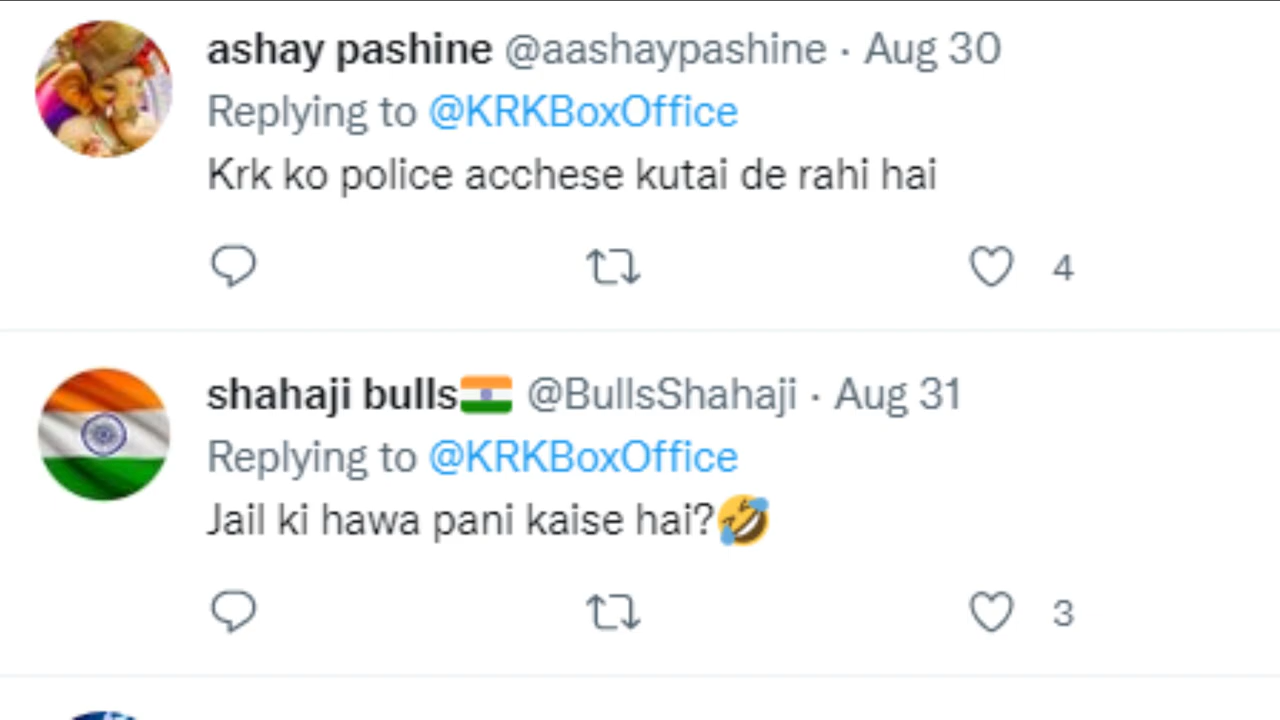 ashay pashine @aashaypashine · Aug 30
Replying to @KRKBoxOffice
Krk ko police acchese kutai de rahi hai
4
shahaji bulls🇮🇳 @BullsShahaji · Aug 31
Replying to @KRKBoxOffice
Jail ki hawa pani kaise hai?🤣
3